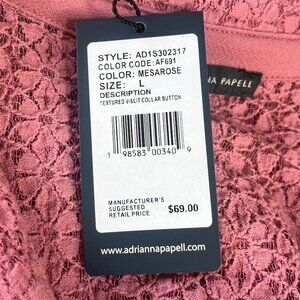 STYLE: AD1S302317
COLOR CODE: AF691
COLOR: MESAROSE
SIZE: L
DESCRIPTION
TEXTURED V-SLIT COLLAR BUTTON
1 98583 00340 9
MANUFACTURER'S
SUGGESTED
RETAIL PRICE
$69.00
www.adriannapapell.com
NA PAPELL